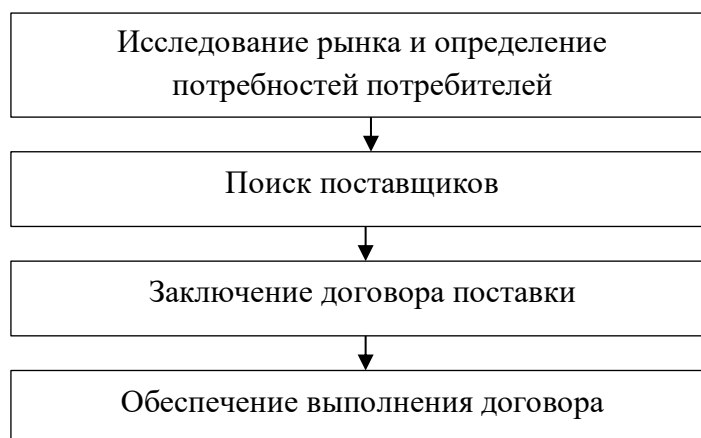 Исследование рынка и определение
потребностей потребителей
Поиск поставщиков
Заключение договора поставки
Обеспечение выполнения договора